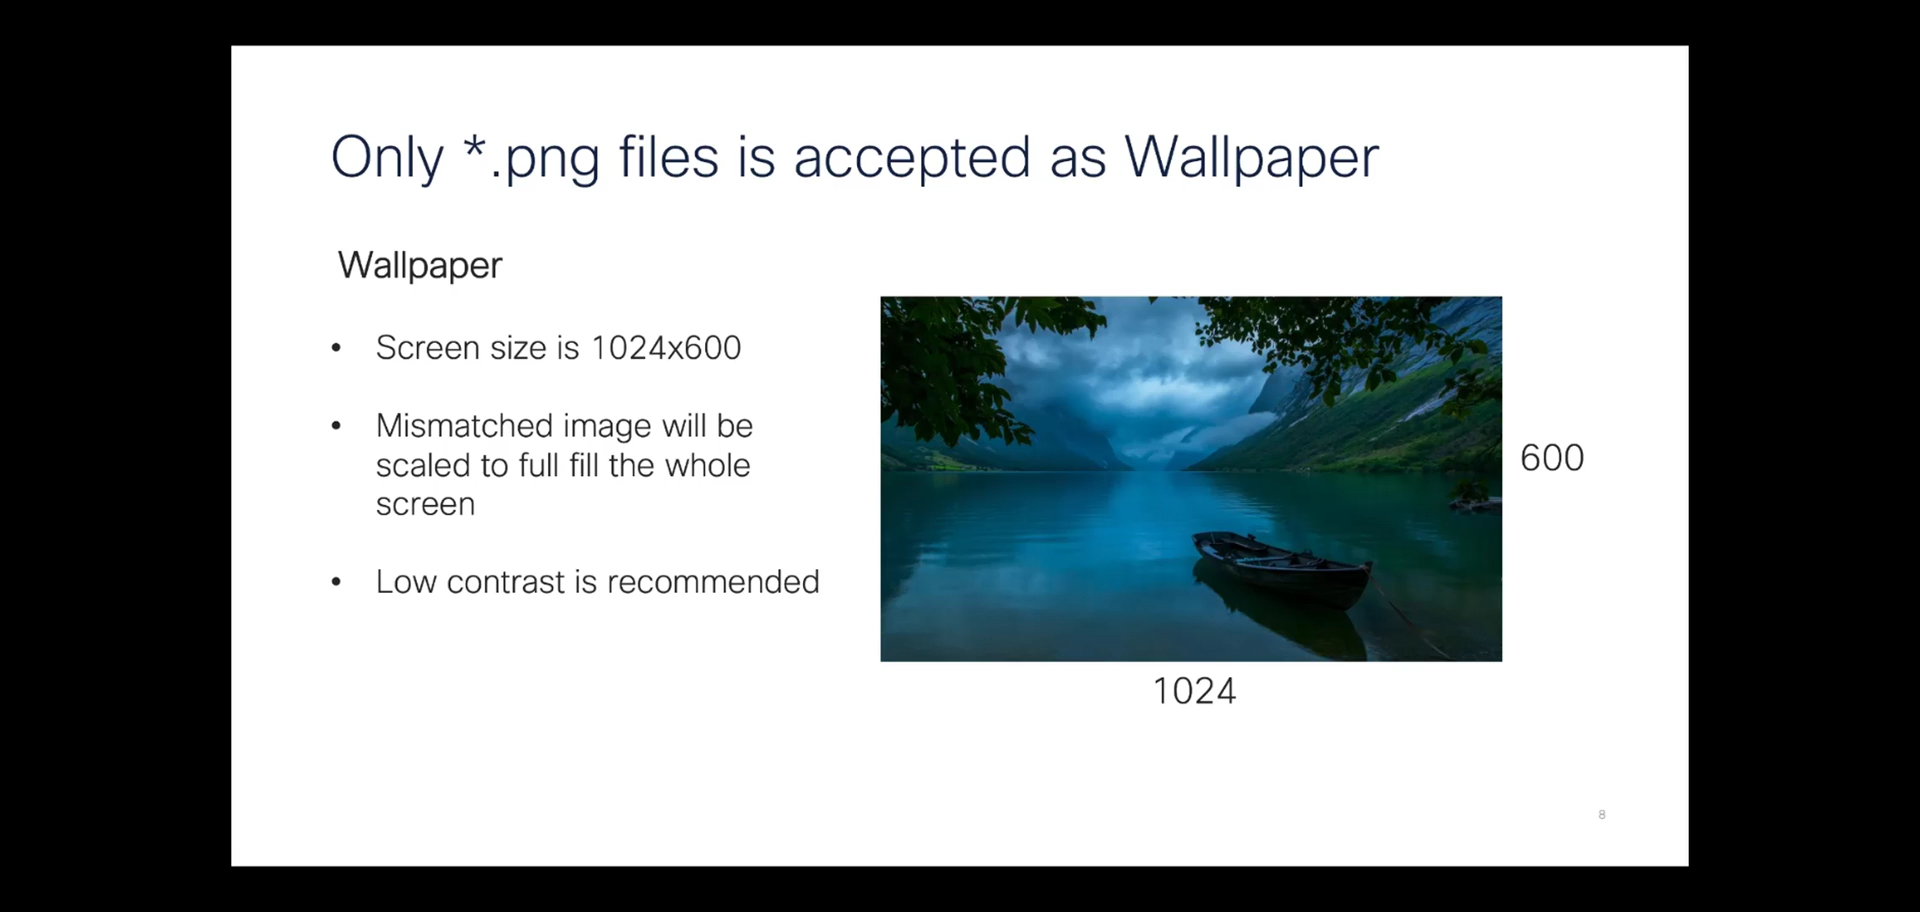 Only *.png files is accepted as Wallpaper
Wallpaper
• Screen size is 1024x600
• Mismatched image will be
scaled to full fill the whole
screen
• Low contrast is recommended
600
1024
8